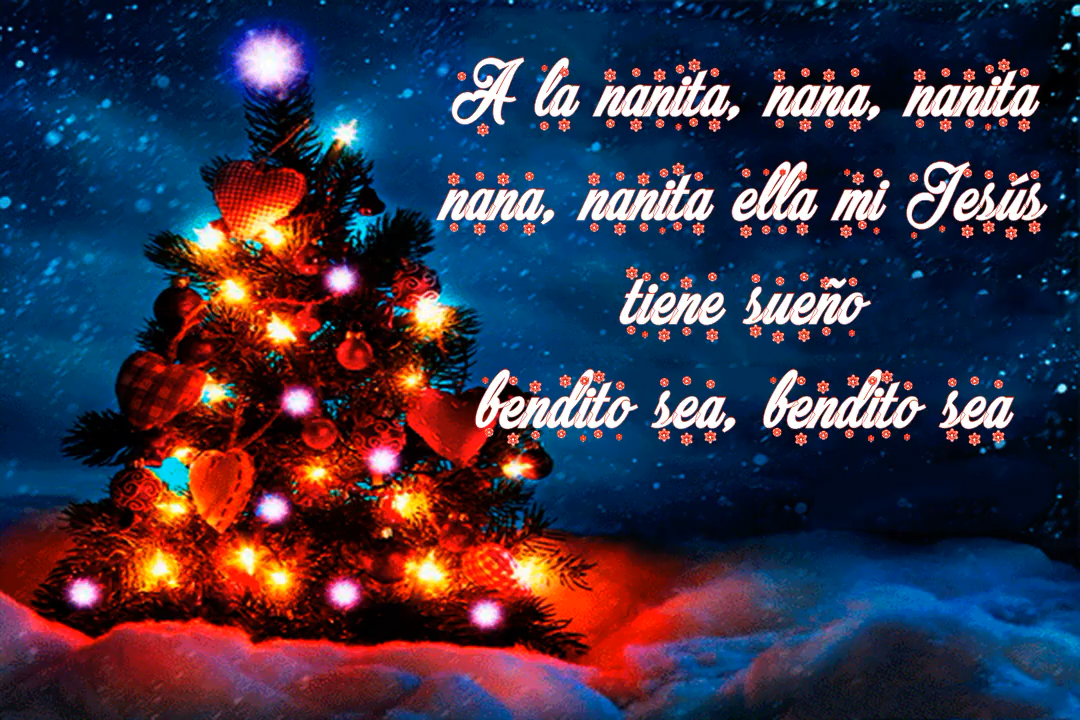 A la nanita, nana, nanita
nana, nanita ella mi Jesús
tiene sueño
bendito sea, bendito sea